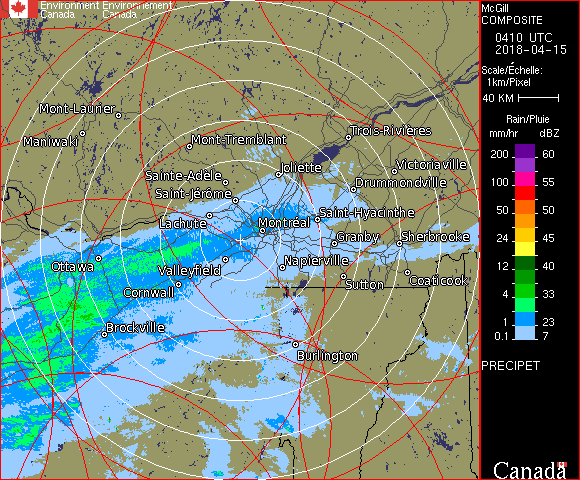 Environment Environnement
Canada Canada
McGill
COMPOSITE
0410 UTC
2018-04-15
Scale/Échelle:
1km/Pixel
40 KM
Rain/Pluie
mm/hr dBZ
200 60
100 55
50 50
24 45
12 40
4 33
1 23
0.1 7
PRECIPET
Canada
Mont-Laurier
Maniwaki
Mont-Tremblant
Trois-Rivières
Joliette
Victoriaville
Sainte-Adèle
Drummondville
Saint-Jérôme
Lachute
Saint-Hyacinthe
Montréal
Granby
Sherbrooke
Ottawa
Valleyfield
Napierville
Cornwall
Sutton
Coaticook
Brockville
Burlington